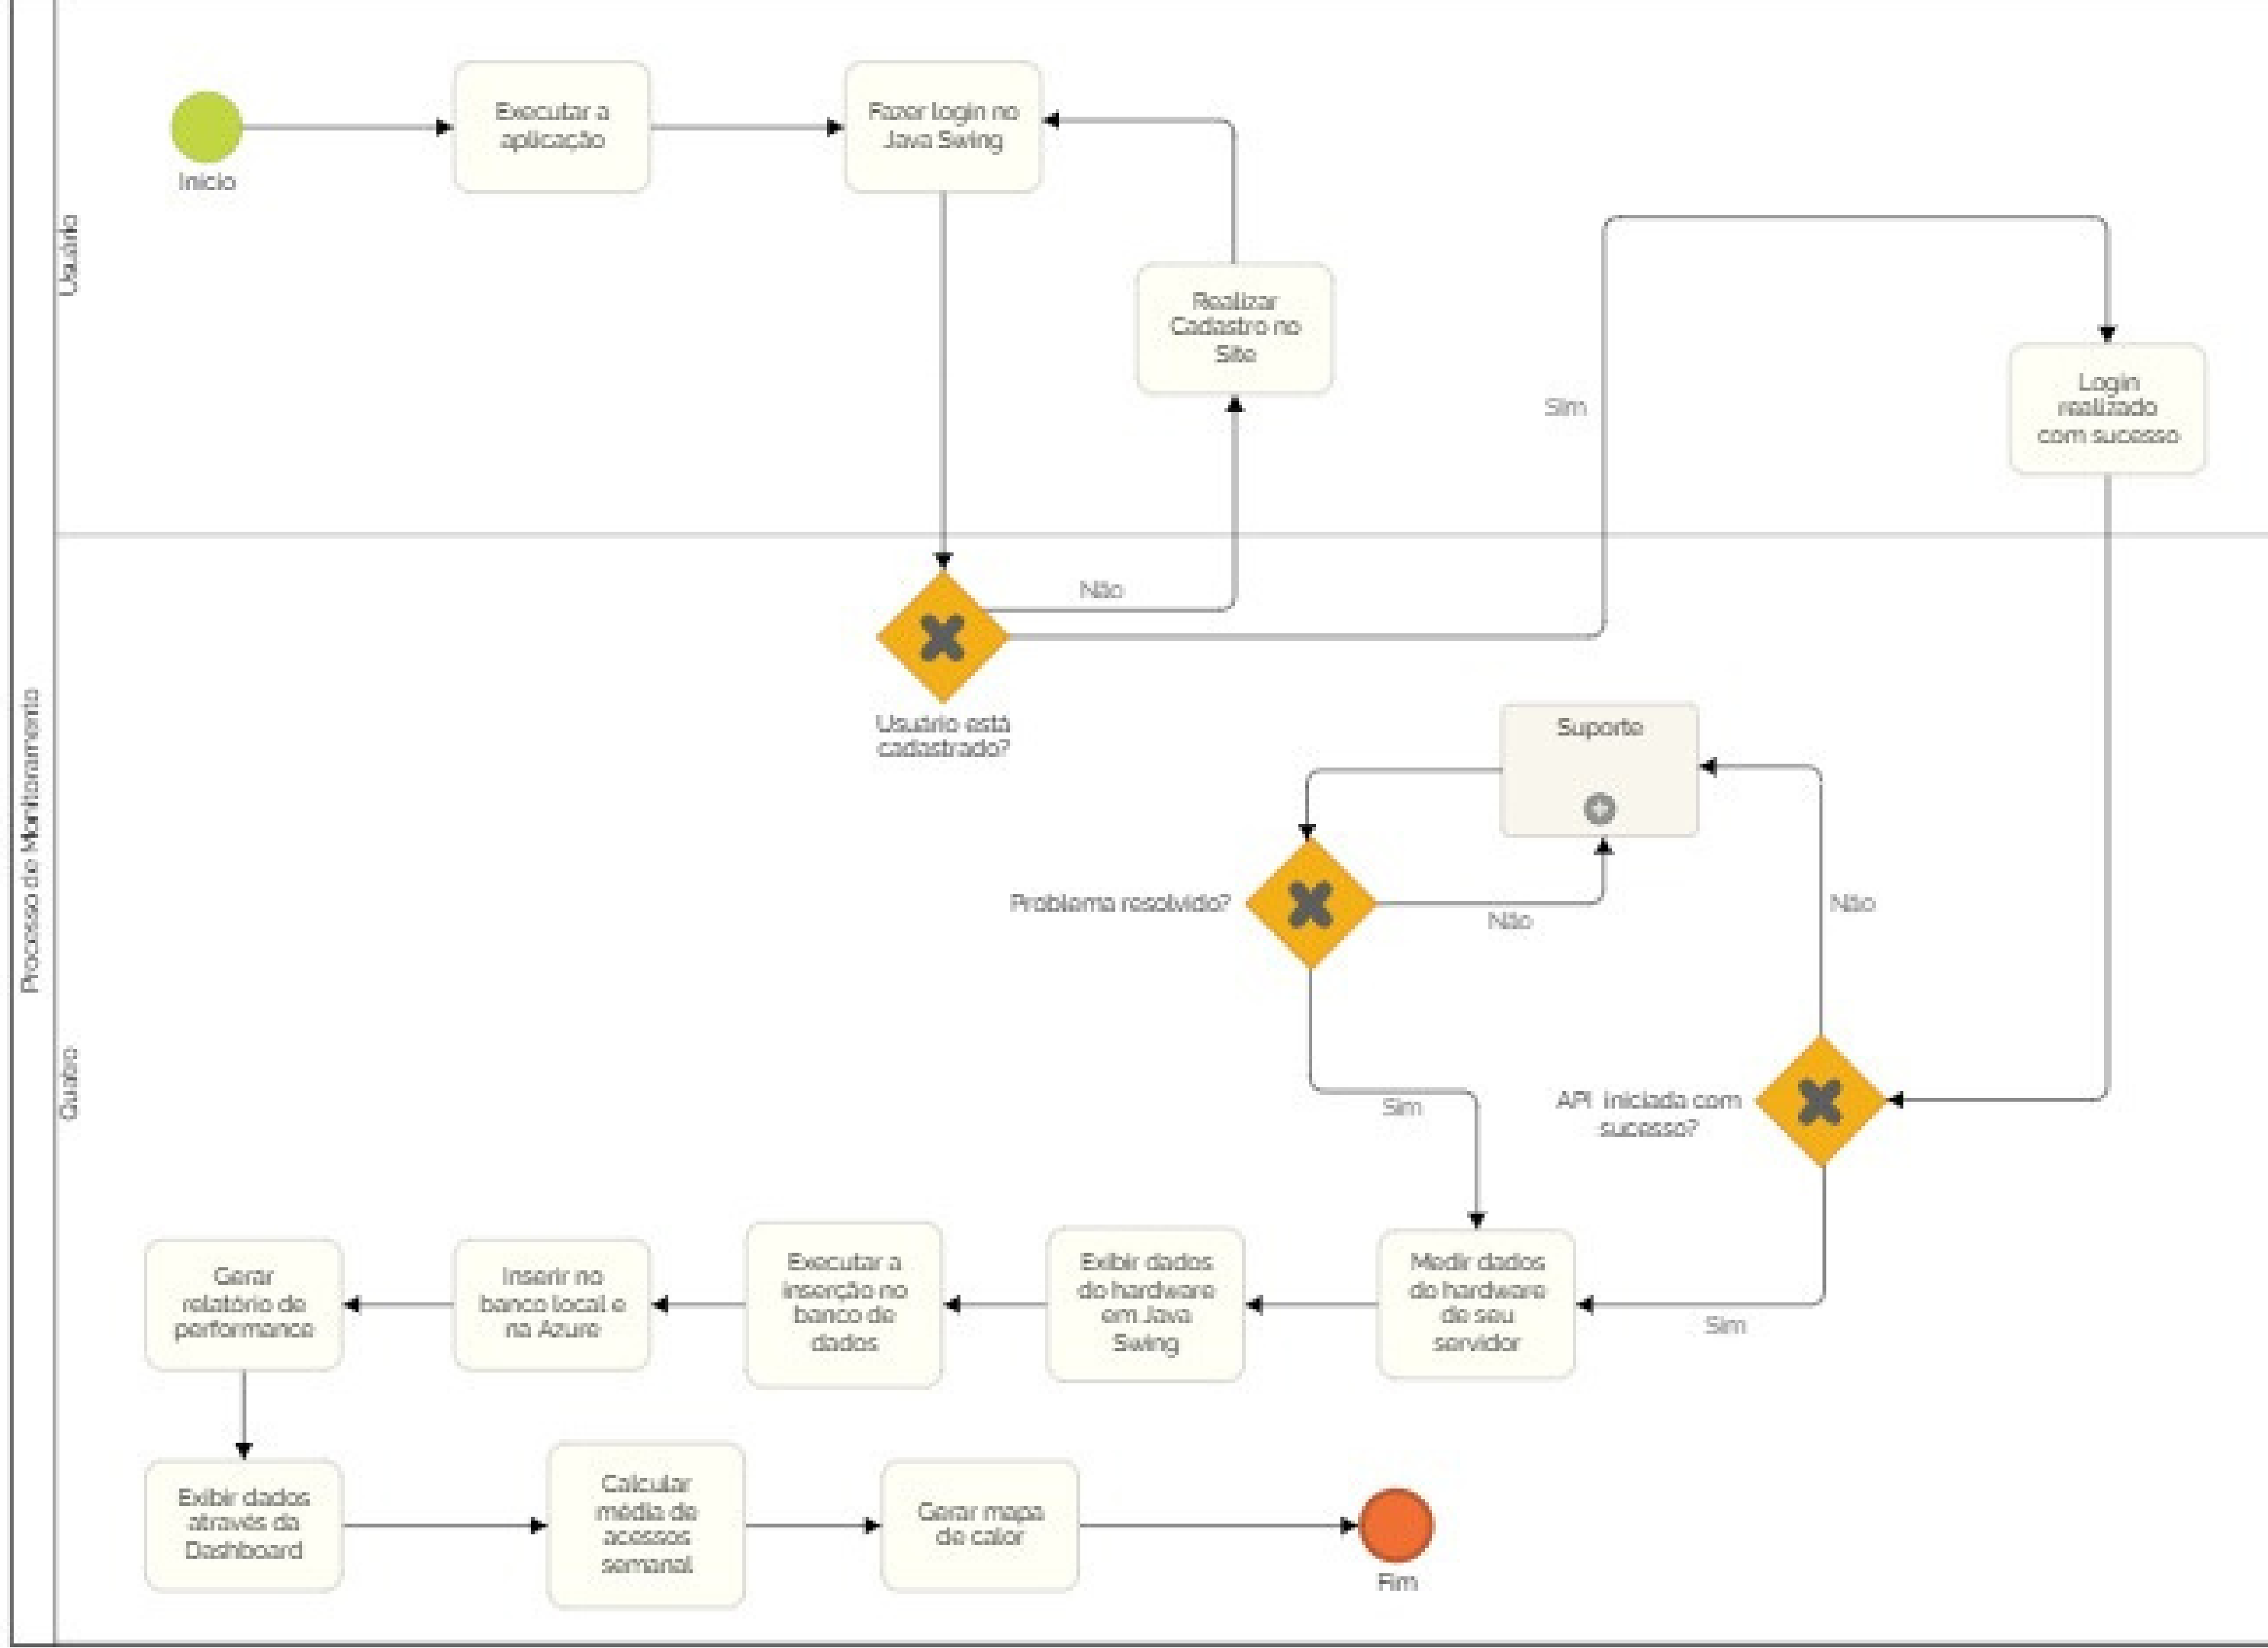 Processo de Monitoramento
Usuário
Início
Executar a
aplicação
Fazer login no
Java Swing
Realizar
Cadastro no
Site
Sim
Login
realizado
com sucesso
Não
Usuário está
cadastrado?
Suporte
Problema resolvido?
Não
Não
Sim
API iniciada com
sucesso?
Gerar
relatório de
performance
Inserir no
banco local e
na Azure
Executar a
inserção no
banco de
dados
Exibir dados
do hardware
em Java
Swing
Medir dados
do hardware
de seu
servidor
Sim
Exibir dados
através da
Dashboard
Calcular
média de
acessos
semanal
Gerar mapa
de calor
Fim